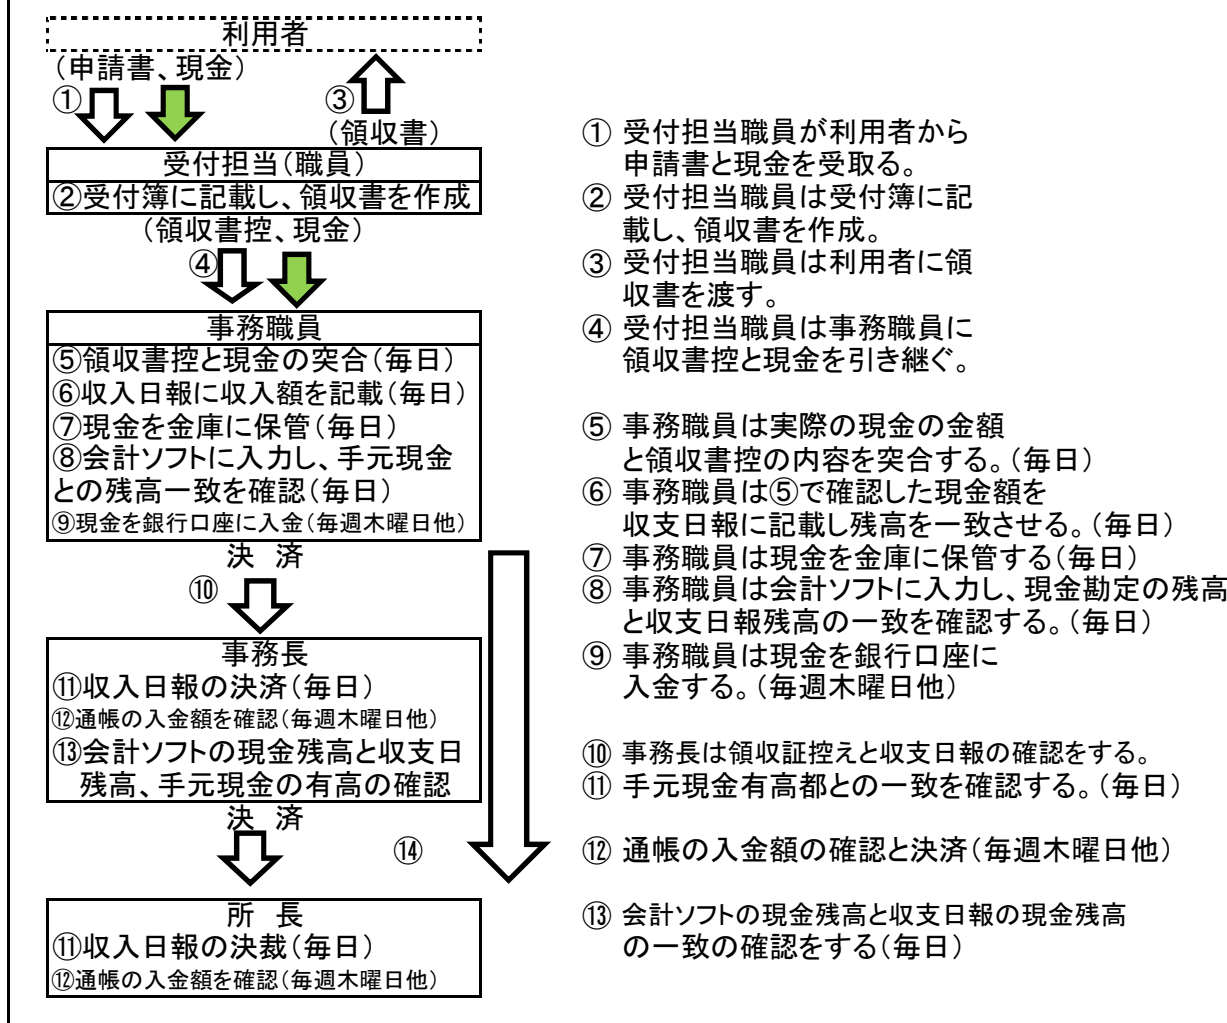 利用者
(申請書、現金)
①
③
(領収書)
受付担当(職員)
②受付簿に記載し、領収書を作成
(領収書控、現金)
④
事務職員
⑤領収書控と現金の突合(毎日)
⑥収入日報に収入額を記載(毎日)
⑦現金を金庫に保管(毎日)
⑧会計ソフトに入力し、手元現金
との残高一致を確認(毎日)
⑨現金を銀行口座に入金(毎週木曜日他)
決 済
⑩
事務長
⑪収入日報の決済(毎日)
⑫通帳の入金額を確認(毎週木曜日他)
⑬会計ソフトの現金残高と収支日
残高、手元現金の有高の確認
決 済
⑭
所 長
⑪収入日報の決裁(毎日)
⑫通帳の入金額を確認(毎週木曜日他)
① 受付担当職員が利用者から
申請書と現金を受取る。
② 受付担当職員は受付簿に記
載し、領収書を作成。
③ 受付担当職員は利用者に領
収書を渡す。
④ 受付担当職員は事務職員に
領収書控と現金を引き継ぐ。
⑤ 事務職員は実際の現金の金額
と領収書控の内容を突合する。(毎日)
⑥ 事務職員は⑤で確認した現金額を
収支日報に記載し残高を一致させる。(毎日)
⑦ 事務職員は現金を金庫に保管する(毎日)
⑧ 事務職員は会計ソフトに入力し、現金勘定の残高
と収支日報残高の一致を確認する。(毎日)
⑨ 事務職員は現金を銀行口座に
入金する。(毎週木曜日他)
⑩ 事務長は領収証控えと収支日報の確認をする。
⑪ 手元現金有高都との一致を確認する。(毎日)
⑫ 通帳の入金額の確認と決済(毎週木曜日他)
⑬ 会計ソフトの現金残高と収支日報の現金残高
の一致の確認をする(毎日)